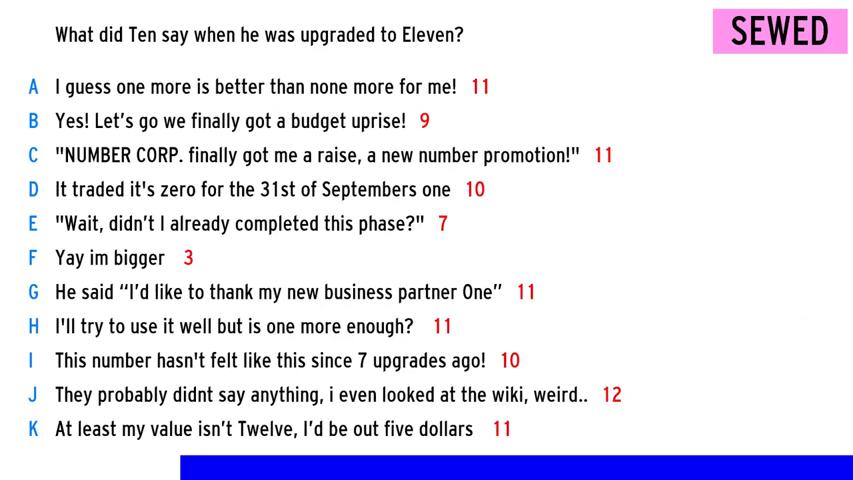 What did Ten say when he was upgraded to Eleven?
SEWED
A I guess one more is better than none more for me! 11
B Yes! Let's go we finally got a budget uprise! 9
C "NUMBER CORP. finally got me a raise, a new number promotion!" 11
D It traded it's zero for the 31st of Septembers one 10
E "Wait, didn't I already completed this phase?" 7
F Yay im bigger 3
G He said “I'd like to thank my new business partner One” 11
H I'll try to use it well but is one more enough? 11
I This number hasn't felt like this since 7 upgrades ago! 10
J They probably didnt say anything, i even looked at the wiki, weird.. 12
K At least my value isn't Twelve, I'd be out five dollars 11